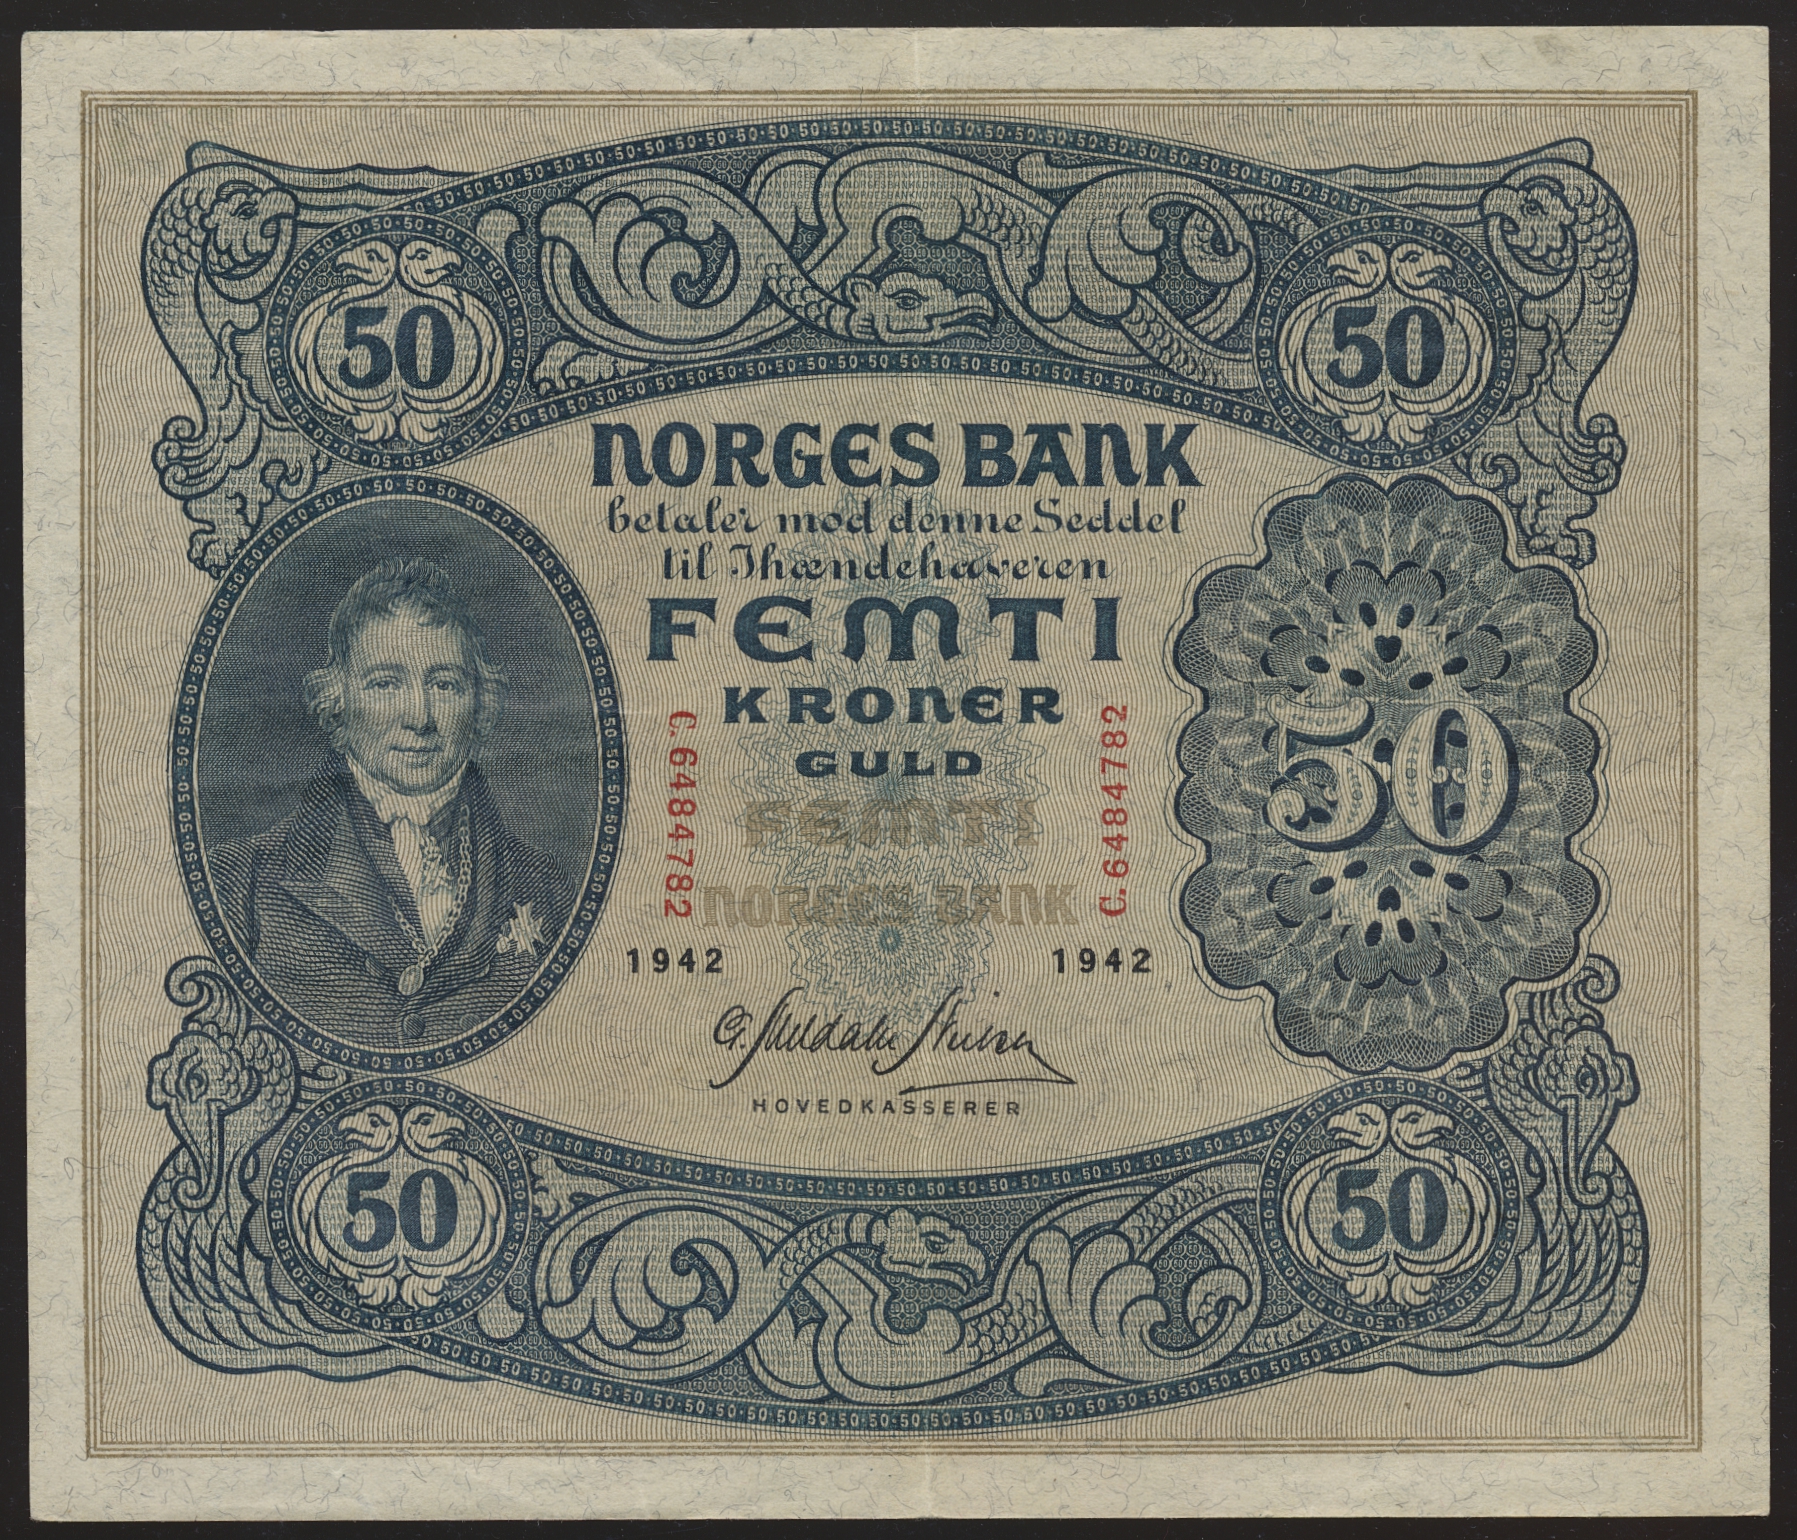 50
50
NORGES BANK
betaler mod denne Seddel
til Ihændehaveren
FEMTI
KRONER
GULD
C.6484782
C.6484782
50
FEMTI
NORGES BANK
1942
1942
HOVEDKASSERER
50
50